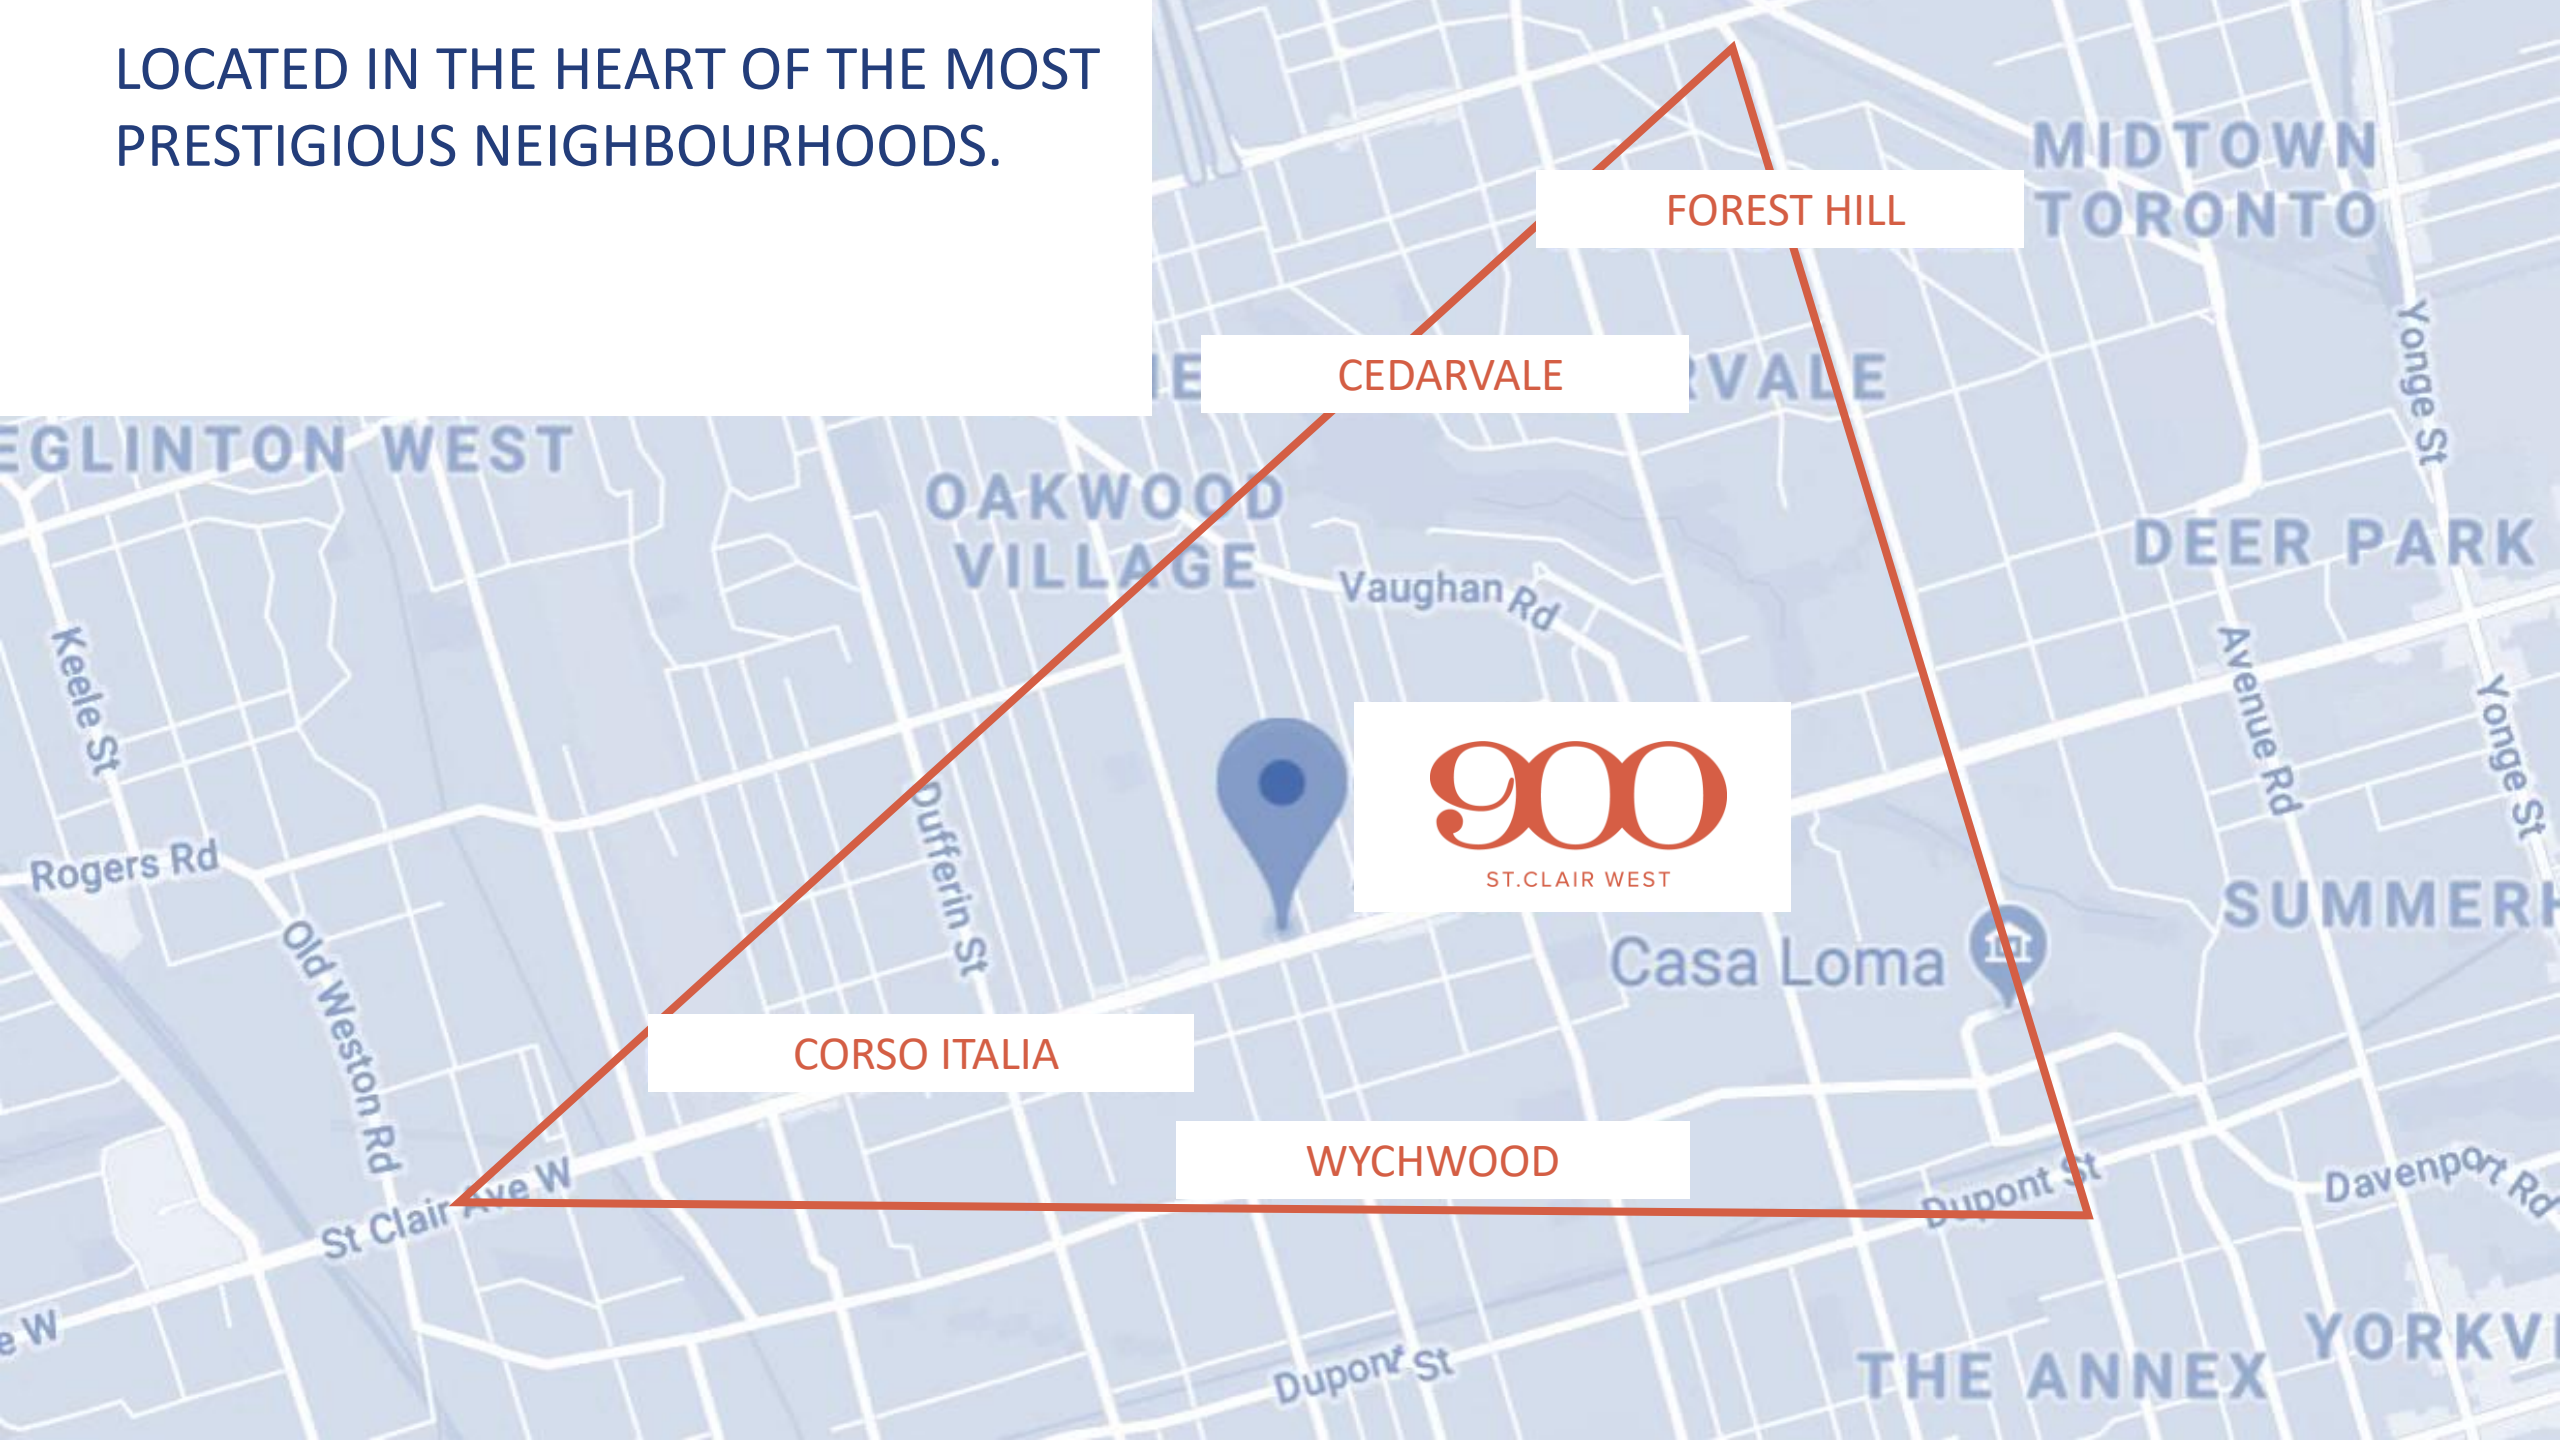 LOCATED IN THE HEART OF THE MOST
PRESTIGIOUS NEIGHBOURHOODS.
MIDTOWN
TORONTO
FOREST HILL
Yonge St
CEDARVALE
RVALE
EGLINTON WEST
OAKWOOD
VILLAGE
Vaughan Rd
DEER PARK
Keele St
Avenue Rd
Yonge St
900
ST.CLAIR WEST
Dufferin St
Rogers Rd
Old Weston Rd
SUMMERH
Casa Loma
CORSO ITALIA
WYCHWOOD
St Clair Ave W
Dupont St
Davenport Rd
e W
Dupont St
THE ANNEX
YORKVI